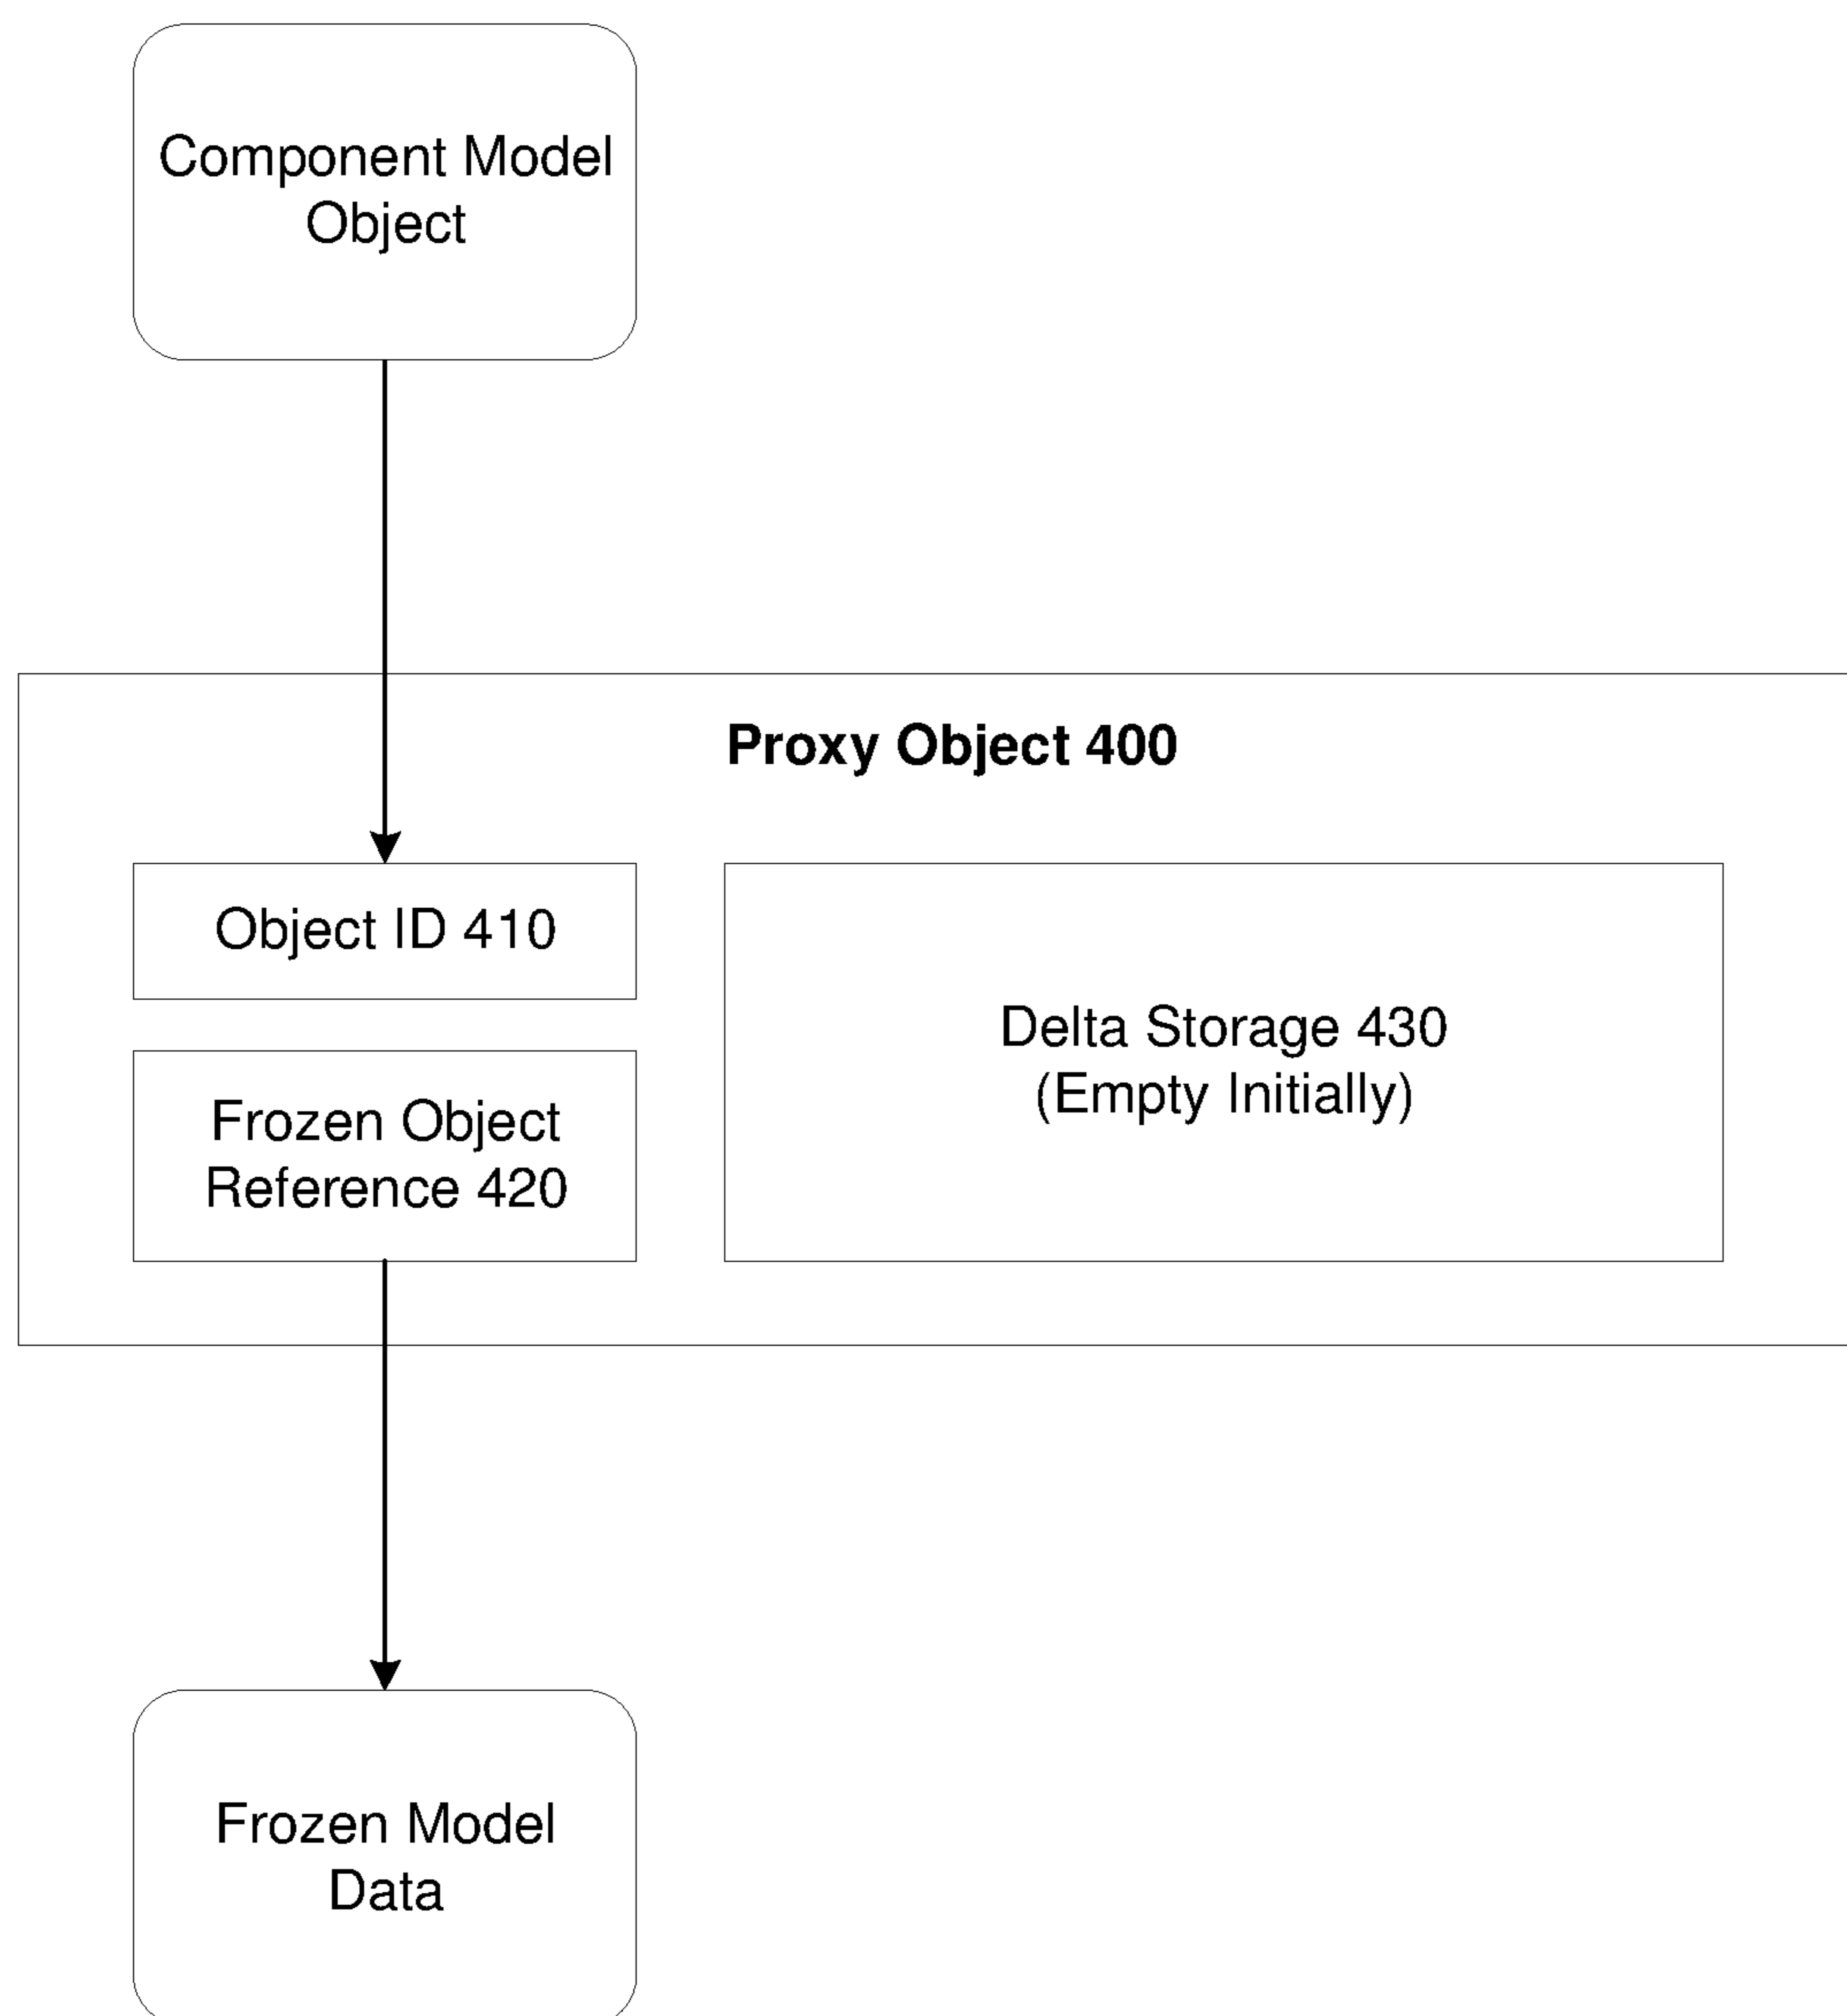 Component Model
Object
Proxy Object 400
Object ID 410
Delta Storage 430
(Empty Initially)
Frozen Object
Reference 420
Frozen Model
Data